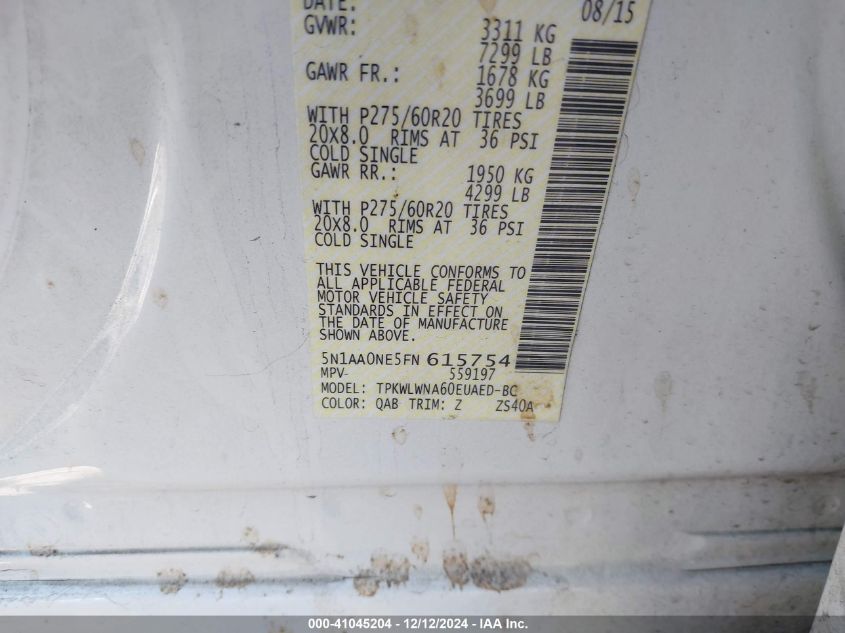 DATE: 08/15
GVWR: 3311 KG
7299 LB
GAWR FR.: 1678 KG
3699 LB
WITH P275/60R20 TIRES
20X8.0 RIMS AT 36 PSI
COLD SINGLE
GAWR RR.: 1950 KG
4299 LB
WITH P275/60R20 TIRES
20X8.0 RIMS AT 36 PSI
COLD SINGLE
THIS VEHICLE CONFORMS TO
ALL APPLICABLE FEDERAL
MOTOR VEHICLE SAFETY
STANDARDS IN EFFECT ON
THE DATE OF MANUFACTURE
SHOWN ABOVE.
5N1AA0NE5FN 615754
MPV- 559197
MODEL: TPKWLWNA60EUAED-BC
COLOR: QAB TRIM: Z ZS40A
000-41045204 - 12/12/2024 - IAA Inc.